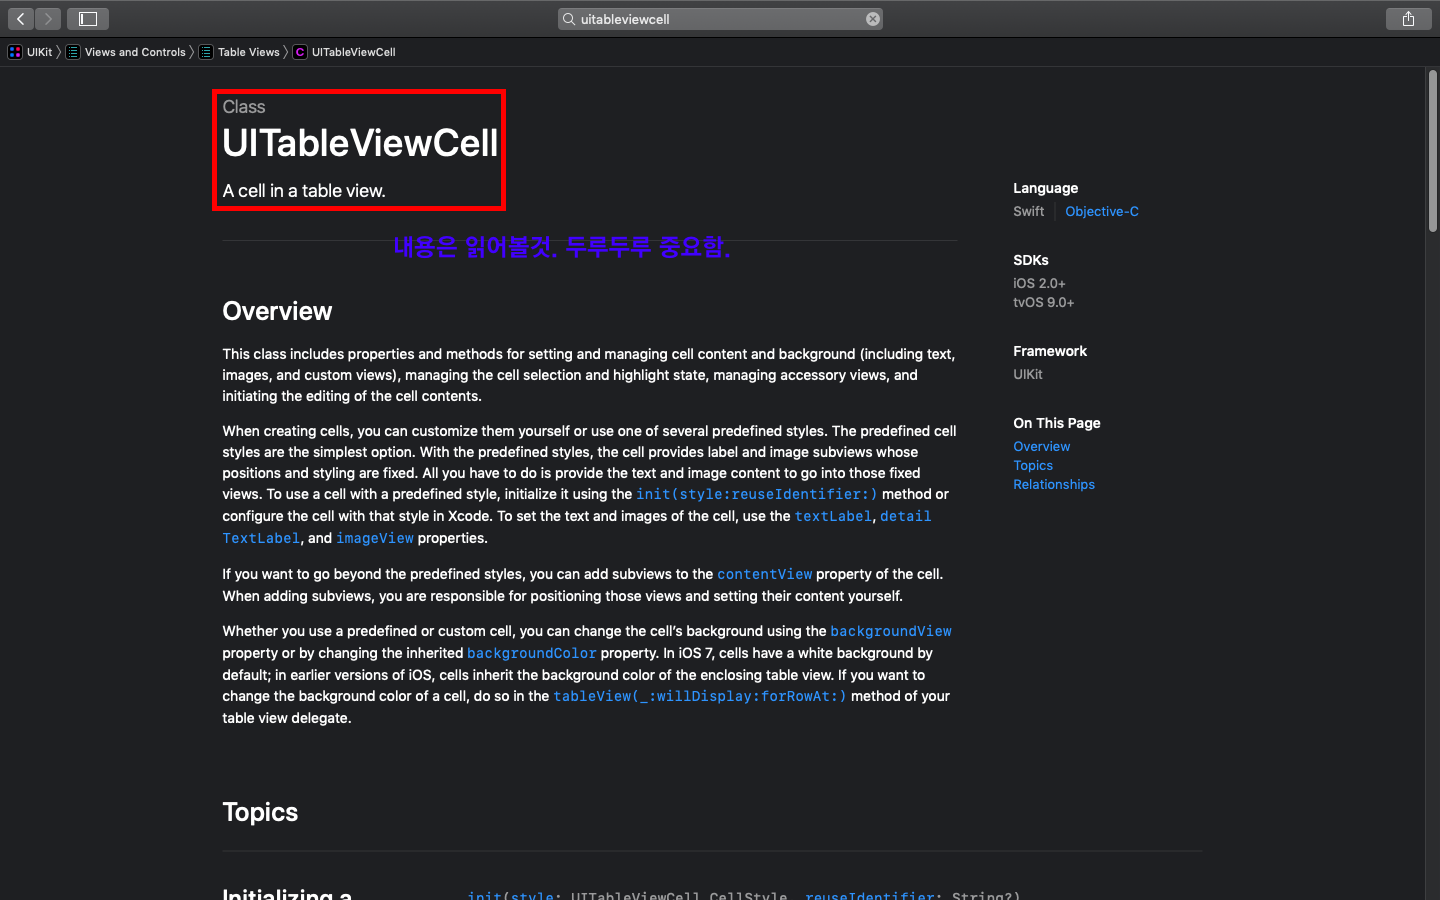 uitableviewcell
UIKit 〉 Views and Controls 〉 Table Views 〉 C UITableViewCell
Class
UITableViewCell
A cell in a table view.
내용은 읽어볼것. 두루두루 중요함.
Overview
This class includes properties and methods for setting and managing cell content and background (including text,
images, and custom views), managing the cell selection and highlight state, managing accessory views, and
initiating the editing of the cell contents.
When creating cells, you can customize them yourself or use one of several predefined styles. The predefined cell
styles are the simplest option. With the predefined styles, the cell provides label and image subviews whose
positions and styling are fixed. All you have to do is provide the text and image content to go into those fixed
views. To use a cell with a predefined style, initialize it using the init(style:reuseIdentifier:) method or
configure the cell with that style in Xcode. To set the text and images of the cell, use the textLabel, detail
TextLabel, and imageView properties.
If you want to go beyond the predefined styles, you can add subviews to the contentView property of the cell.
When adding subviews, you are responsible for positioning those views and setting their content yourself.
Whether you use a predefined or custom cell, you can change the cell’s background using the backgroundView
property or by changing the inherited backgroundColor property. In iOS 7, cells have a white background by
default; in earlier versions of iOS, cells inherit the background color of the enclosing table view. If you want to
change the background color of a cell, do so in the tableView(_:willDisplay:forRowAt:) method of your
table view delegate.
Topics
Initializing a
init(style: UITableViewCell.CellStyle, reuseIdentifier: String?)
Language
Swift Objective-C
SDKs
iOS 2.0+
tvOS 9.0+
Framework
UIKit
On This Page
Overview
Topics
Relationships